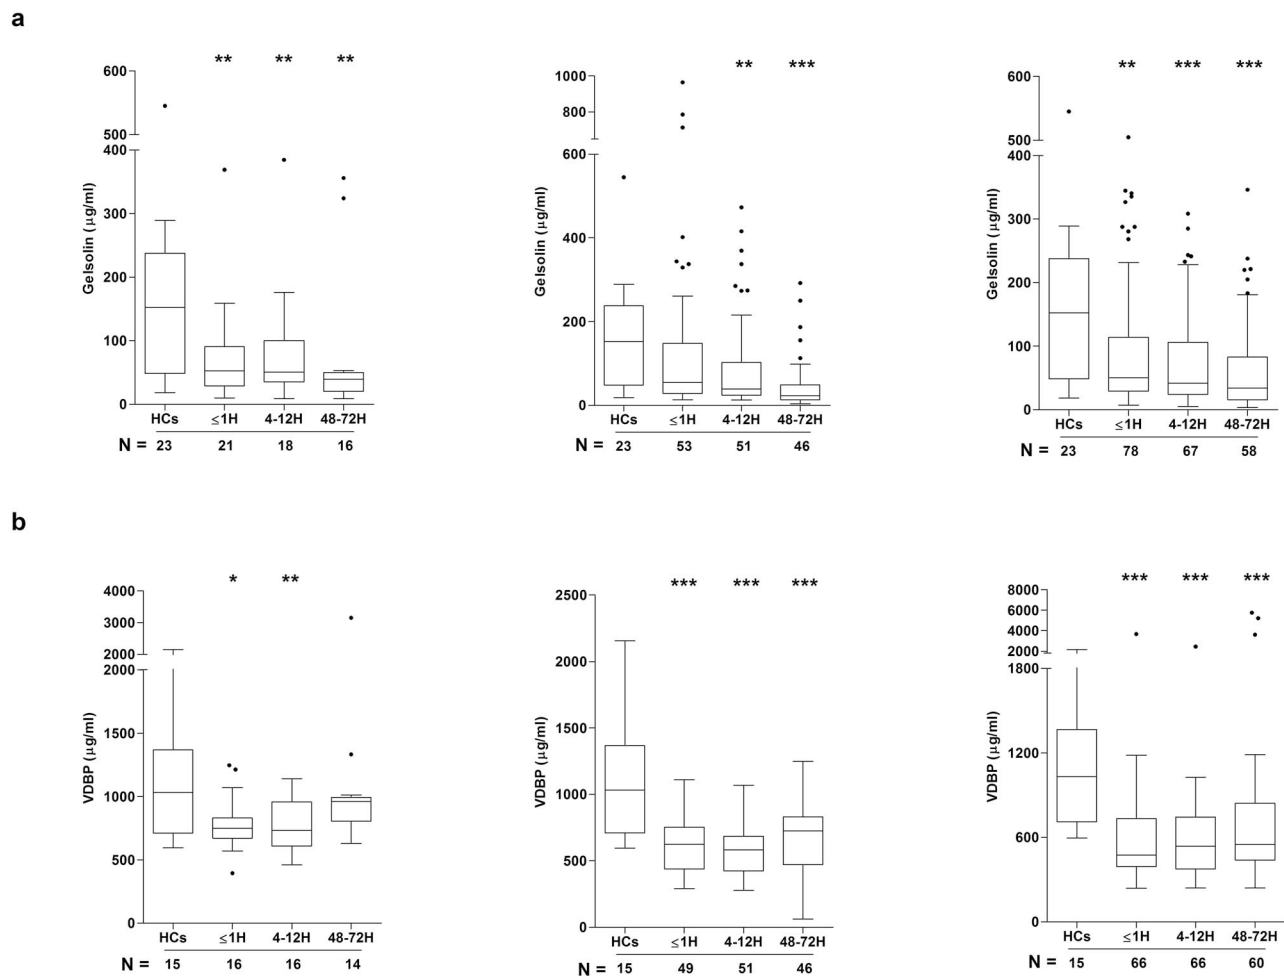 a
** ** **
600
500
400
300
200
100
0
Gelsolin (μg/ml)
HCs ≤1H 4-12H 48-72H
N = 23 21 18 16
** ***
1000
800
600
400
200
0
Gelsolin (μg/ml)
HCs ≤1H 4-12H 48-72H
N = 23 53 51 46
** *** ***
600
500
400
300
200
100
0
Gelsolin (μg/ml)
HCs ≤1H 4-12H 48-72H
N = 23 78 67 58
b
* **
4000
3000
2000
2000
1500
1000
500
0
VDBP (μg/ml)
HCs ≤1H 4-12H 48-72H
N = 15 16 16 14
*** *** ***
2500
2000
1500
1000
500
0
VDBP (μg/ml)
HCs ≤1H 4-12H 48-72H
N = 15 49 51 46
*** *** ***
8000
6000
4000
2000
1800
1200
600
0
VDBP (μg/ml)
HCs ≤1H 4-12H 48-72H
N = 15 66 66 60